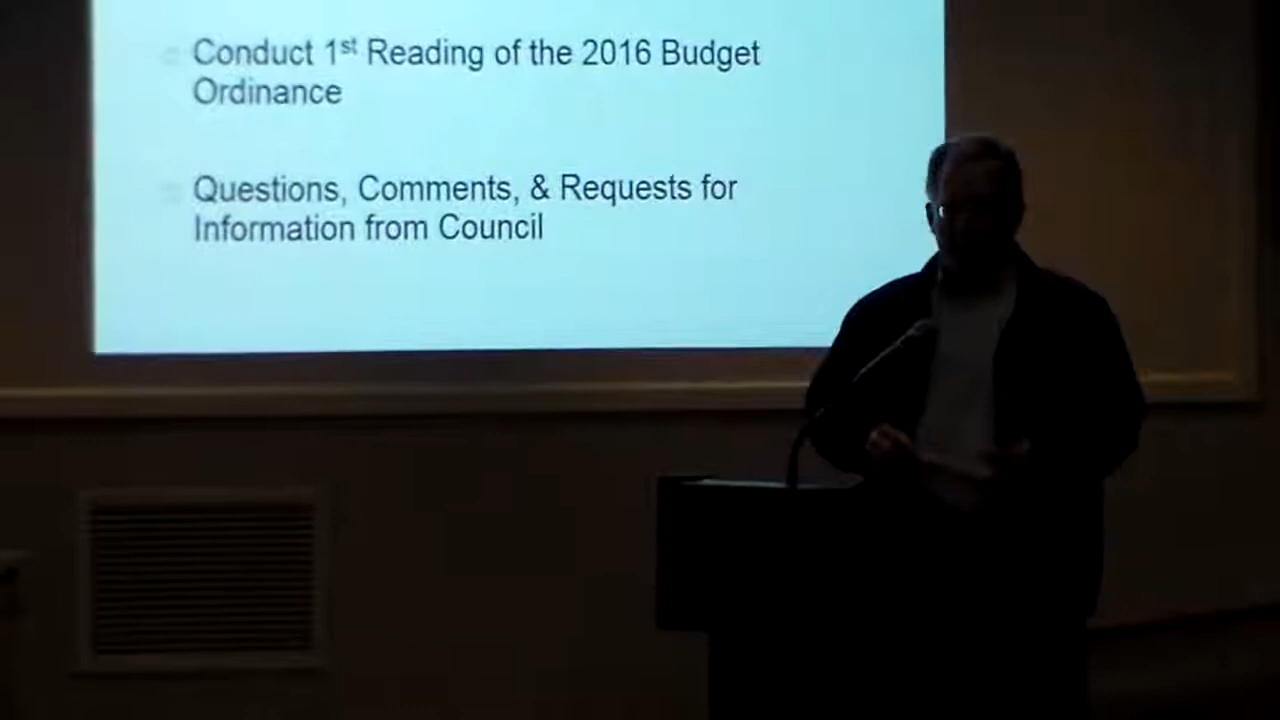 Conduct 1st Reading of the 2016 Budget
Ordinance
Questions, Comments, & Requests for
Information from Council